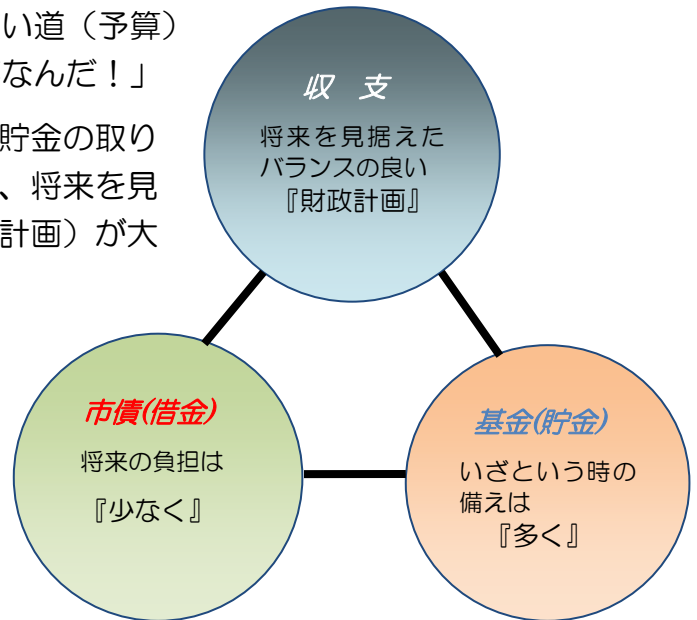 い道（予算）
なんだ！」
貯金の取り
、将来を見
計画）が大
収 支
将来を見据えた
バランスの良い
『財政計画』
市債(借金)
将来の負担は
『少なく』
基金(貯金)
いざという時の
備えは
『多く』